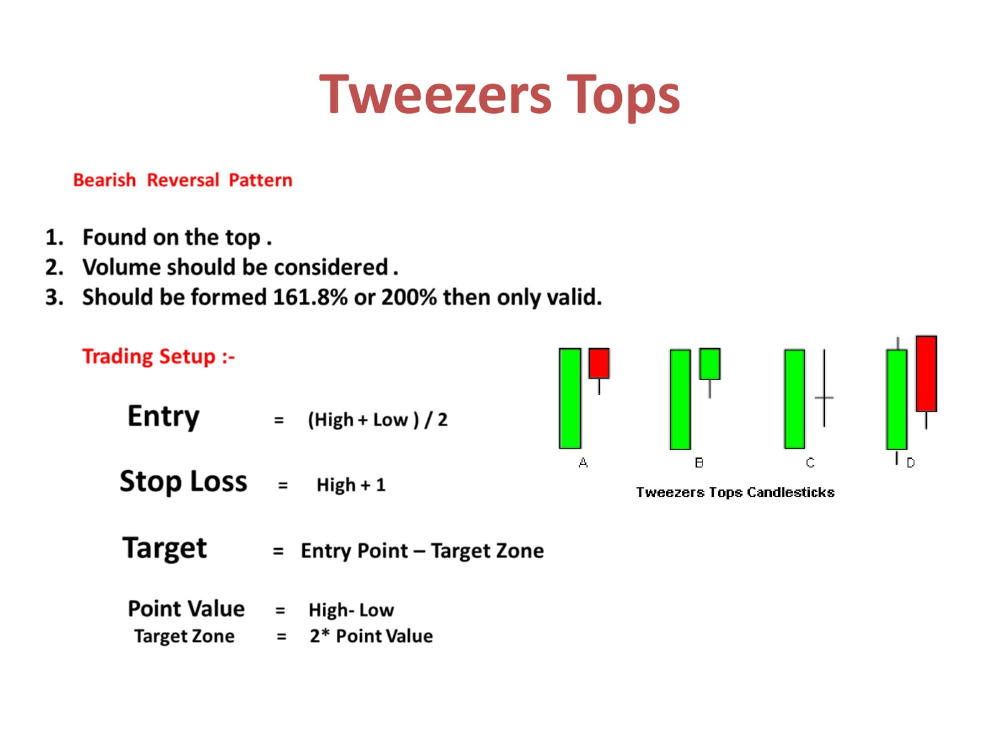 Tweezers Tops
Bearish Reversal Pattern
1. Found on the top .
2. Volume should be considered .
3. Should be formed 161.8% or 200% then only valid.
Trading Setup :-
Entry = (High + Low ) / 2
Stop Loss = High + 1
Target = Entry Point – Target Zone
Point Value = High- Low
Target Zone = 2* Point Value
A B C D
Tweezers Tops Candlesticks